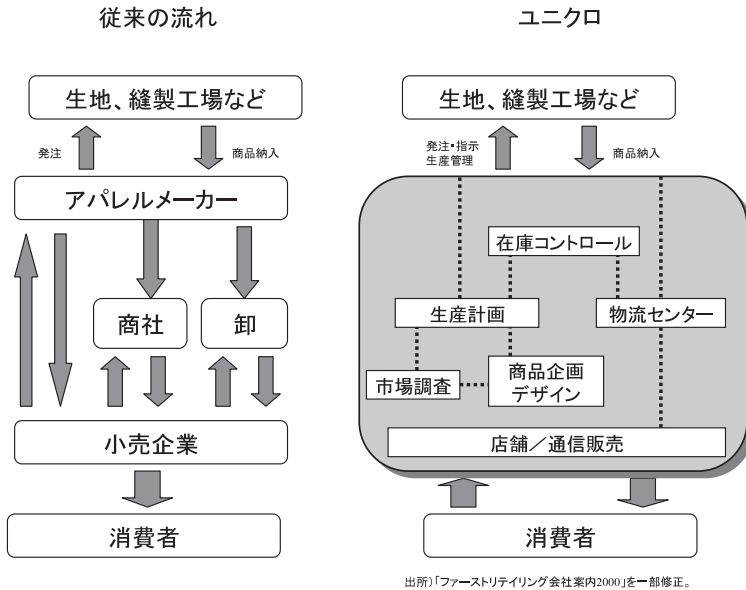 従来の流れ
生地、縫製工場など
発注
商品納入
アパレルメーカー
商社
卸
小売企業
消費者
ユニクロ
生地、縫製工場など
発注・指示
生産管理
商品納入
在庫コントロール
生産計画
物流センター
市場調査
商品企画
デザイン
店舗／通信販売
消費者
出所）「ファーストリテイリング会社案内2000」を一部修正。